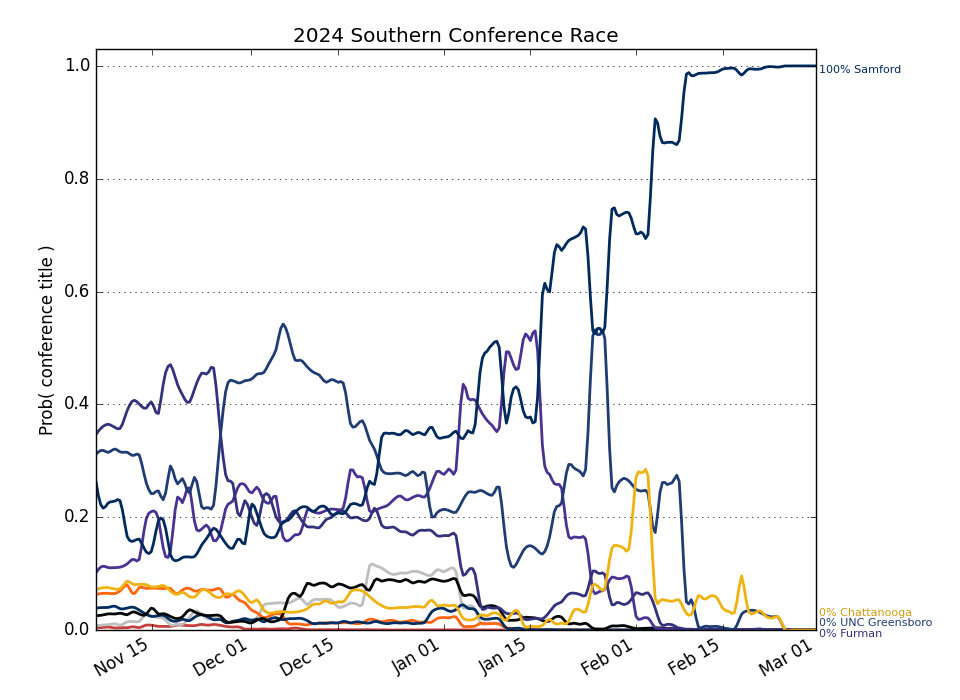 2024 Southern Conference Race
Prob( conference title )
1.0
0.8
0.6
0.4
0.2
0.0
100% Samford
0% Chattanooga
0% UNC Greensboro
0% Furman
Nov 15
Dec 01
Dec 15
Jan 01
Jan 15
Feb 01
Feb 15
Mar 01